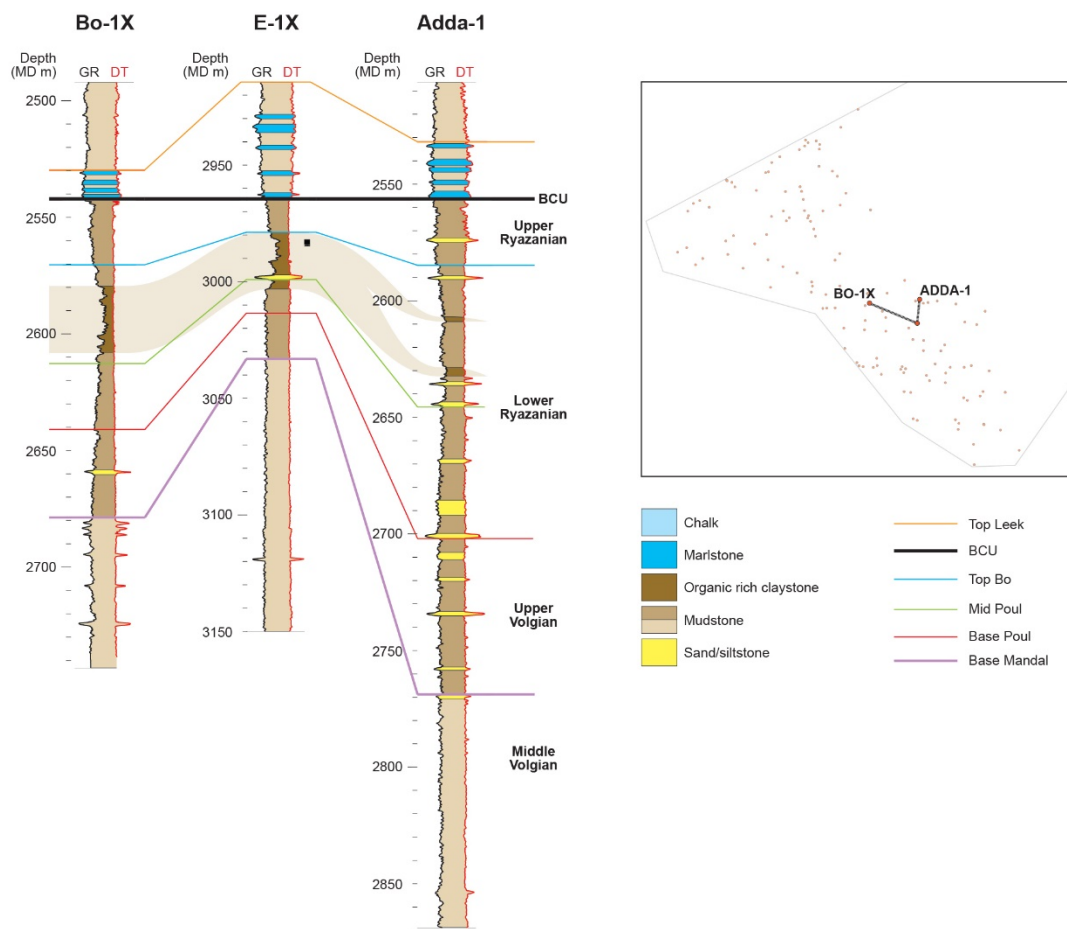 Bo-1X
E-1X
Adda-1
Depth
(MD m)
GR DT
Depth
(MD m)
GR DT
Depth
(MD m)
GR DT
2500
2550
2600
2650
2700
2950
3000
3050
3100
3150
2550
2600
2650
2700
2750
2800
2850
BCU
Upper
Ryazanian
Lower
Ryazanian
Upper
Volgian
Middle
Volgian
BO-1X
ADDA-1
Chalk
Marlstone
Organic rich claystone
Mudstone
Sand/siltstone
Top Leek
BCU
Top Bo
Mid Poul
Base Poul
Base Mandal